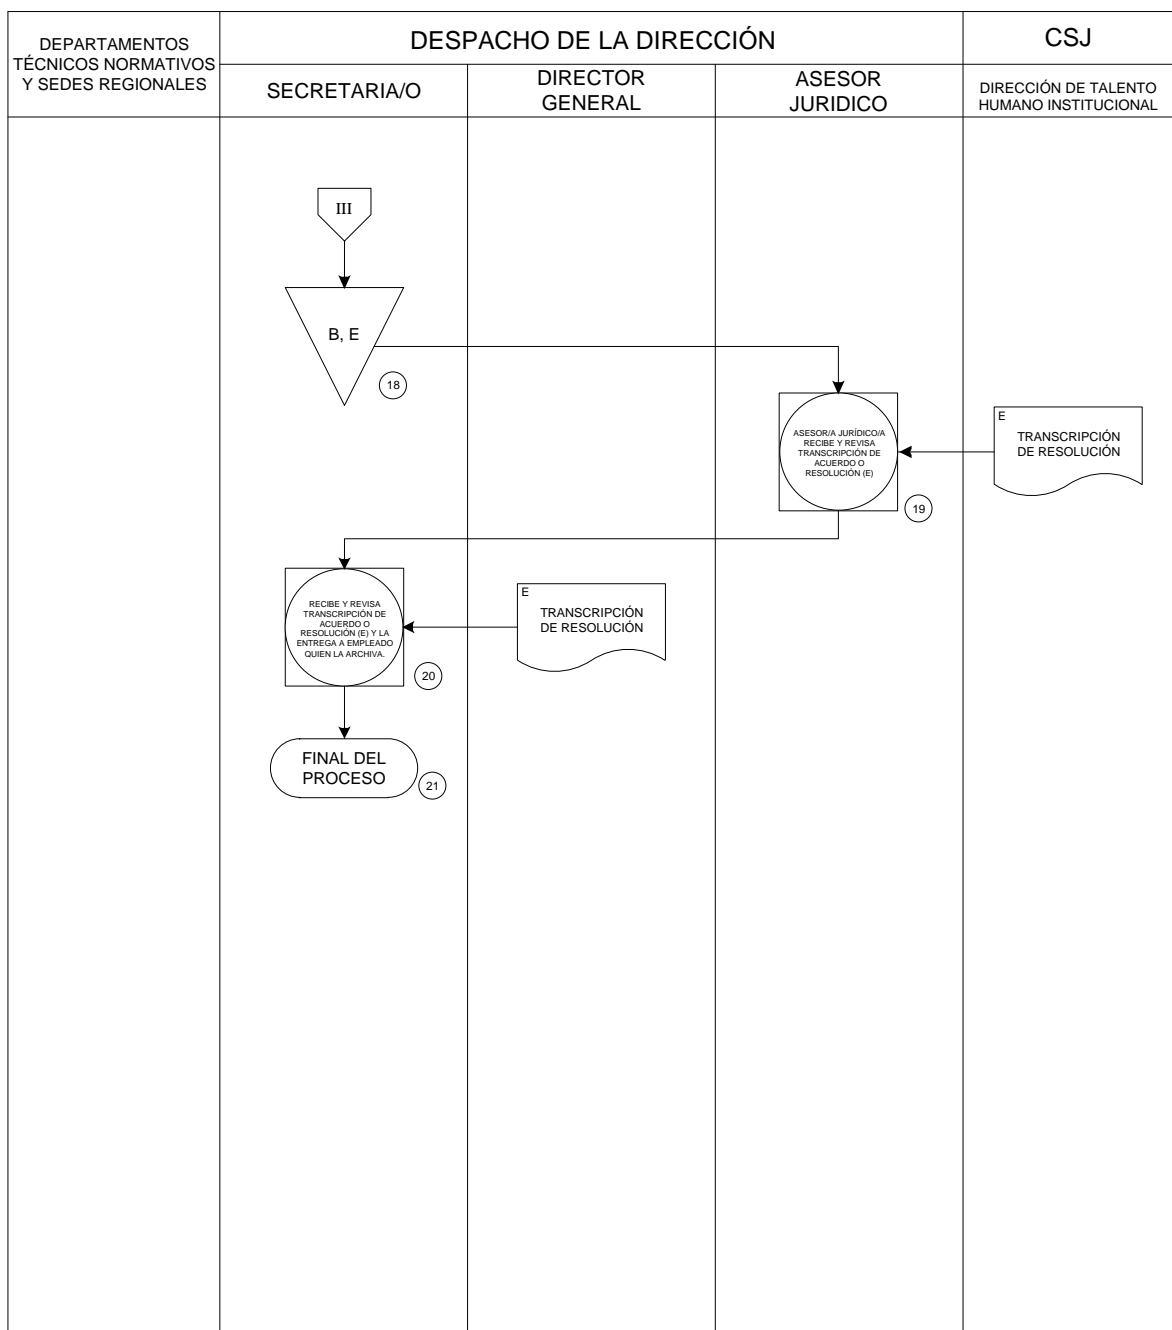 DEPARTAMENTOS
TÉCNICOS NORMATIVOS
Y SEDES REGIONALES
DESPACHO DE LA DIRECCIÓN
CSJ
SECRETARIA/O
DIRECTOR
GENERAL
ASESOR
JURIDICO
DIRECCIÓN DE TALENTO
HUMANO INSTITUCIONAL
III
B, E
18
ASESOR/A JURÍDICO/A
RECIBE Y REVISA
TRANSCRIPCIÓN DE
ACUERDO O
RESOLUCIÓN (E)
19
E
TRANSCRIPCIÓN
DE RESOLUCIÓN
RECIBE Y REVISA
TRANSCRIPCIÓN DE
ACUERDO O
RESOLUCIÓN (E) Y LA
ENTREGA A EMPLEADO
QUIEN LA ARCHIVA.
20
E
TRANSCRIPCIÓN
DE RESOLUCIÓN
FINAL DEL
PROCESO
21